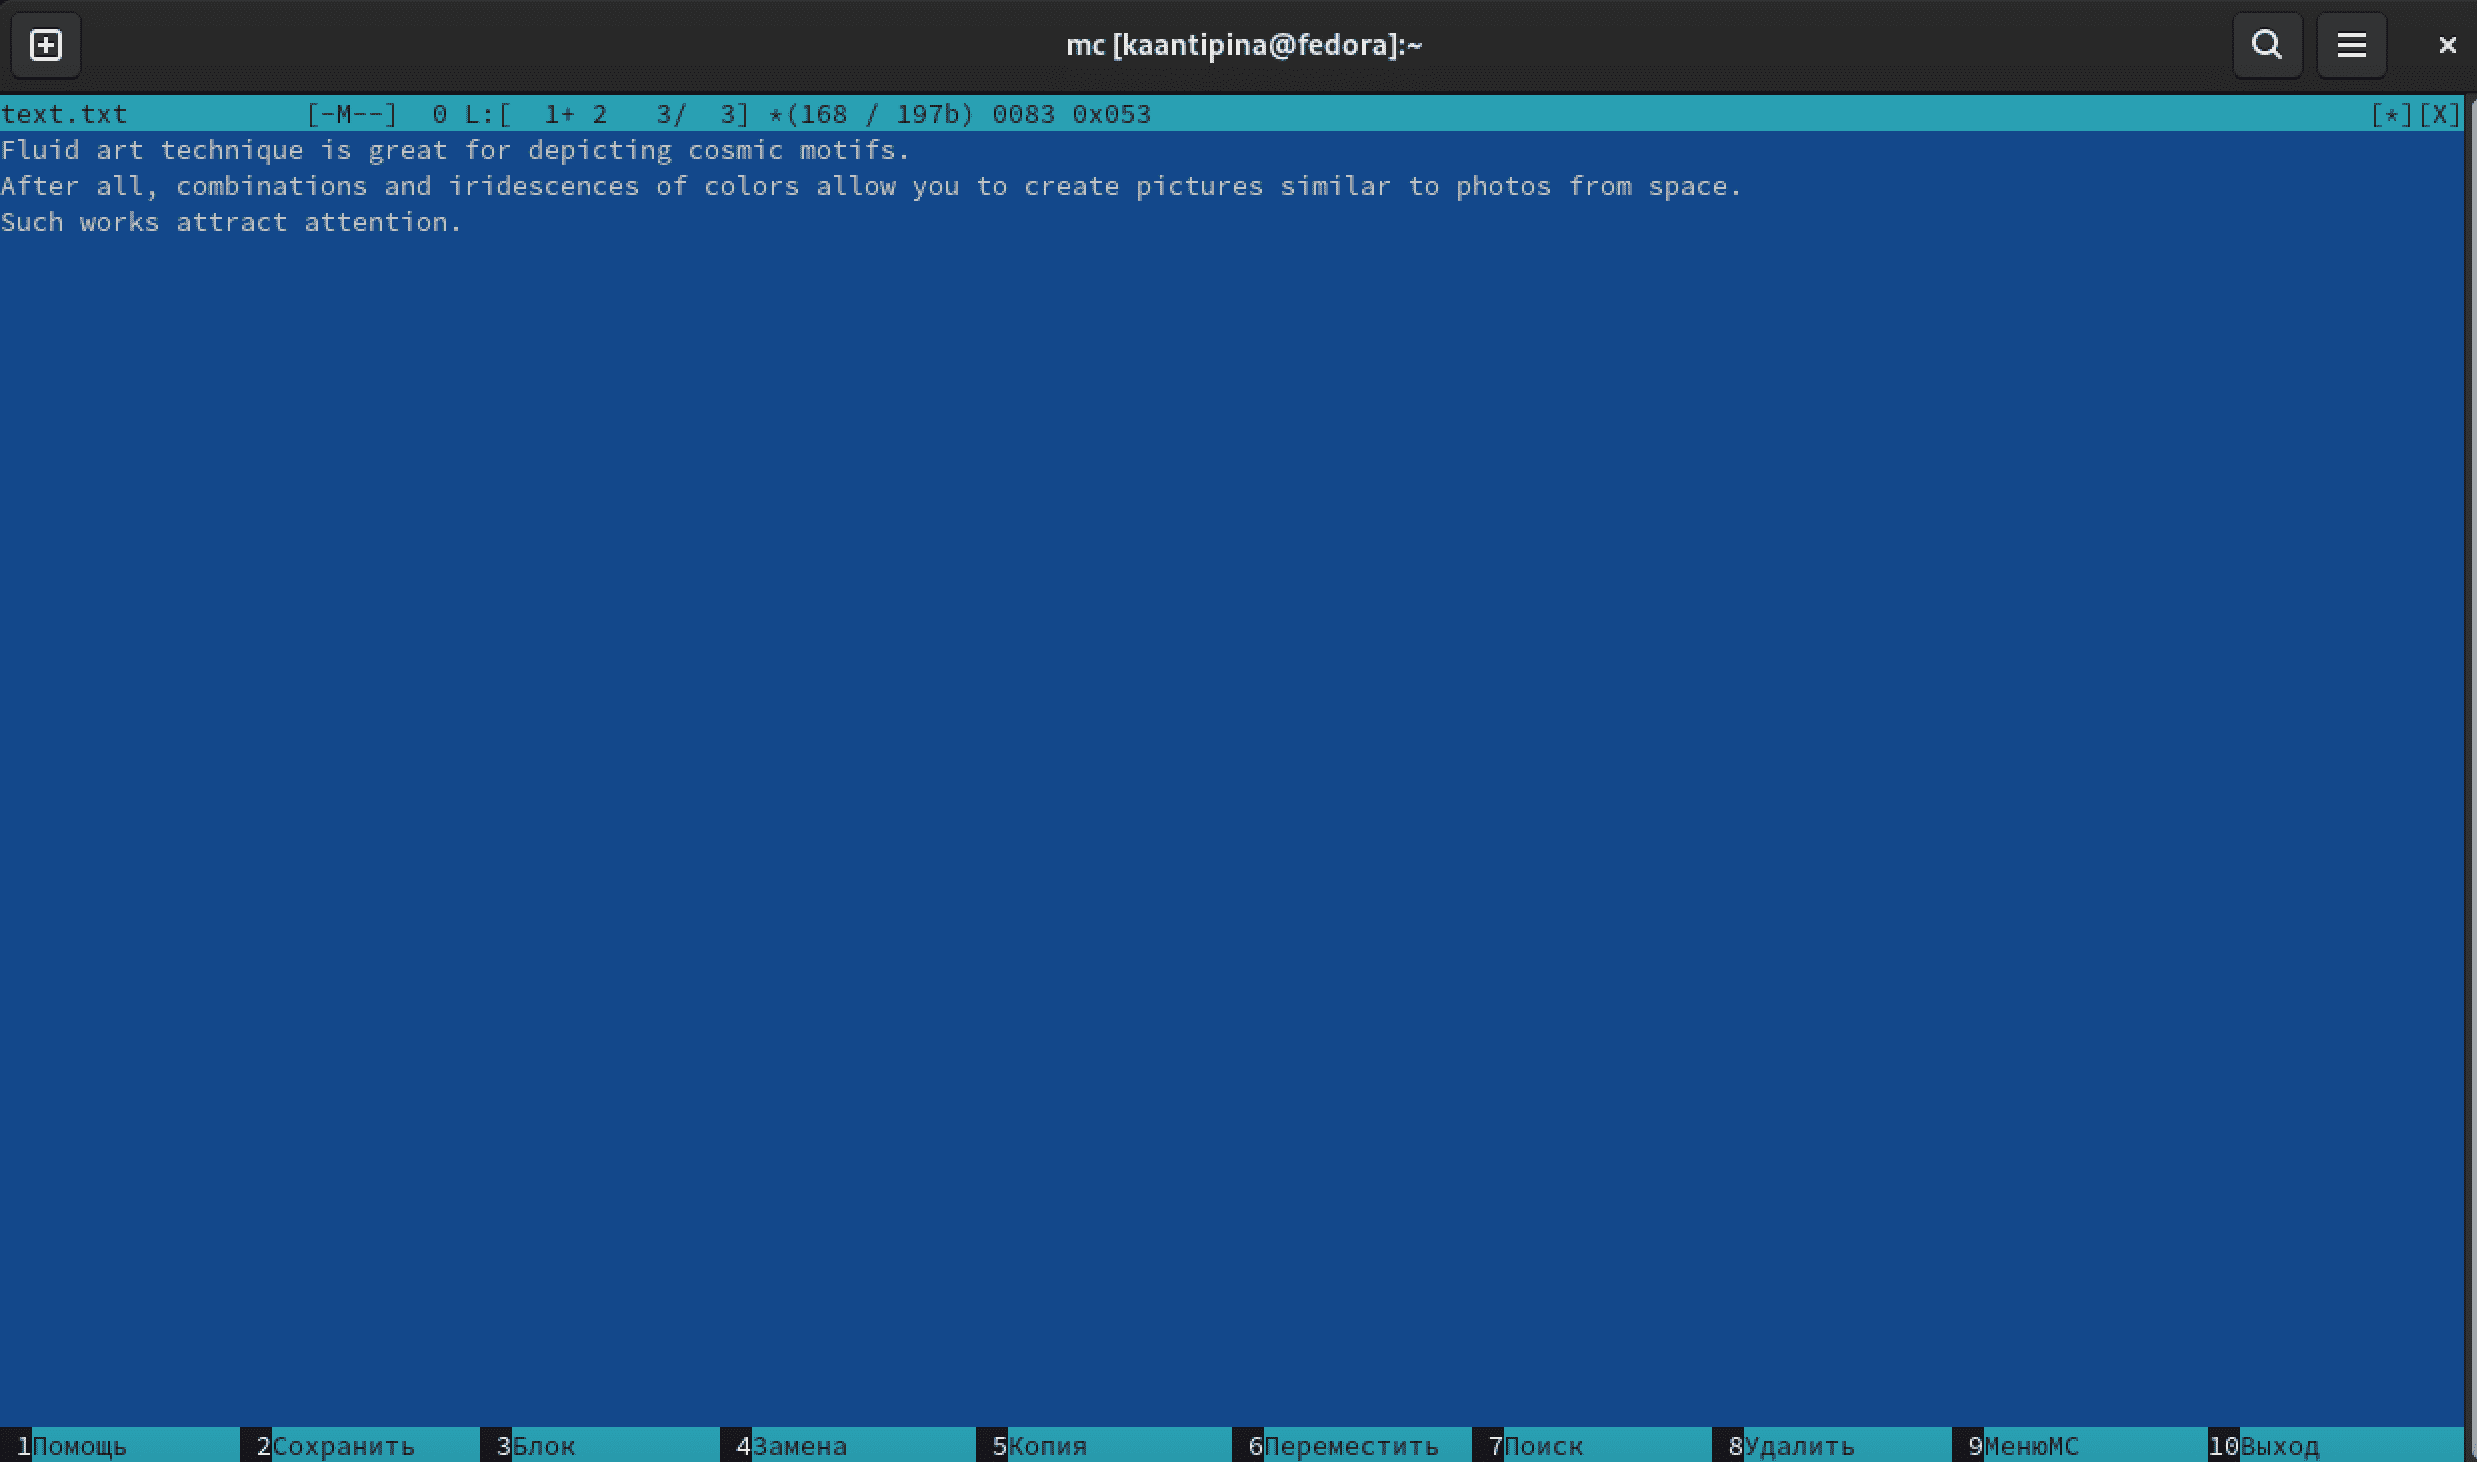 mc [kaantipina@fedora]:~
text.txt [-M--] 0 L:[ 1+ 2 3/ 3] *(168 / 197b) 0083 0x053 [*][X]
Fluid art technique is great for depicting cosmic motifs.
After all, combinations and iridescences of colors allow you to create pictures similar to photos from space.
Such works attract attention.
1Помощь 2Сохранить 3Блок 4Замена 5Копия 6Переместить 7Поиск 8Удалить 9МенюMC 10Выход